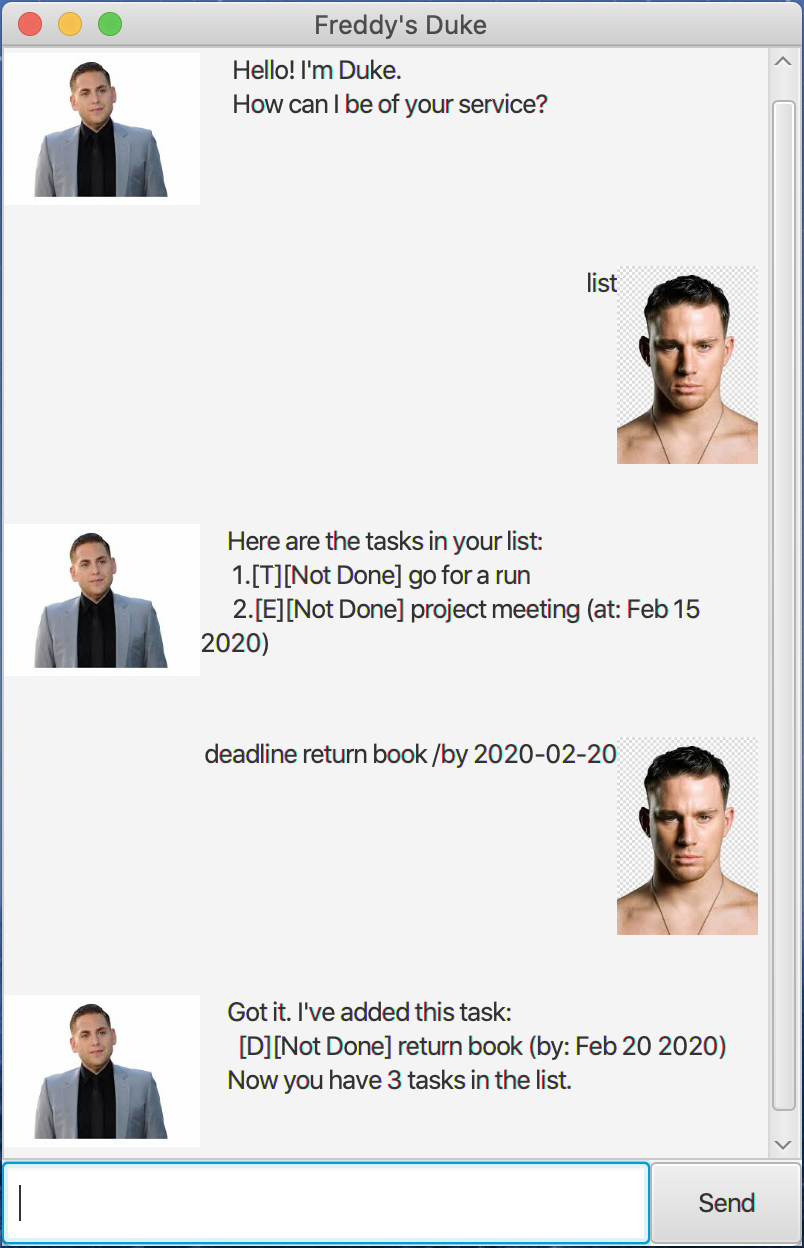 Freddy's Duke
Hello! I'm Duke.
How can I be of your service?
list
Here are the tasks in your list:
1.[T][Not Done] go for a run
2.[E][Not Done] project meeting (at: Feb 15
2020)
deadline return book /by 2020-02-20
Got it. I've added this task:
[D][Not Done] return book (by: Feb 20 2020)
Now you have 3 tasks in the list.
Send